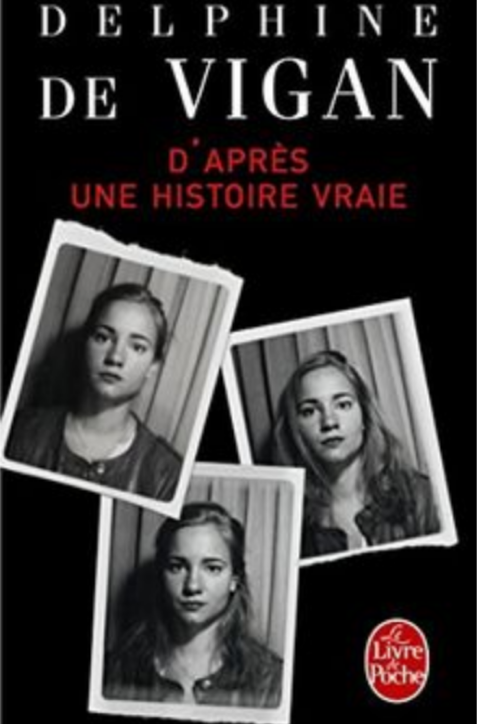 DELPHINE
DE VIGAN
D'APRÈS
UNE HISTOIRE VRAIE
Le
Livre
de
Poche